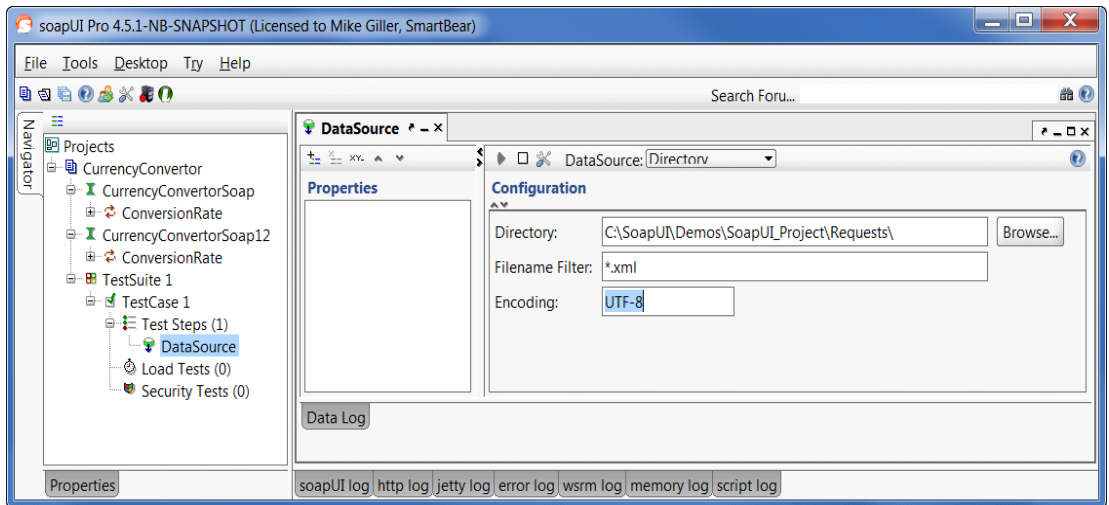 soapUI Pro 4.5.1-NB-SNAPSHOT (Licensed to Mike Giller, SmartBear)
File Tools Desktop Try Help
Search Foru...
Navigator
Projects
CurrencyConvertor
CurrencyConvertorSoap
ConversionRate
CurrencyConvertorSoap12
ConversionRate
TestSuite 1
TestCase 1
Test Steps (1)
DataSource
Load Tests (0)
Security Tests (0)
Properties
DataSource
XY.
DataSource: Directory
Properties
Configuration
Directory: C:\SoapUI\Demos\SoapUI_Project\Requests\ Browse...
Filename Filter: *.xml
Encoding: UTF-8
Data Log
soapUI log http log jetty log error log wsrm log memory log script log